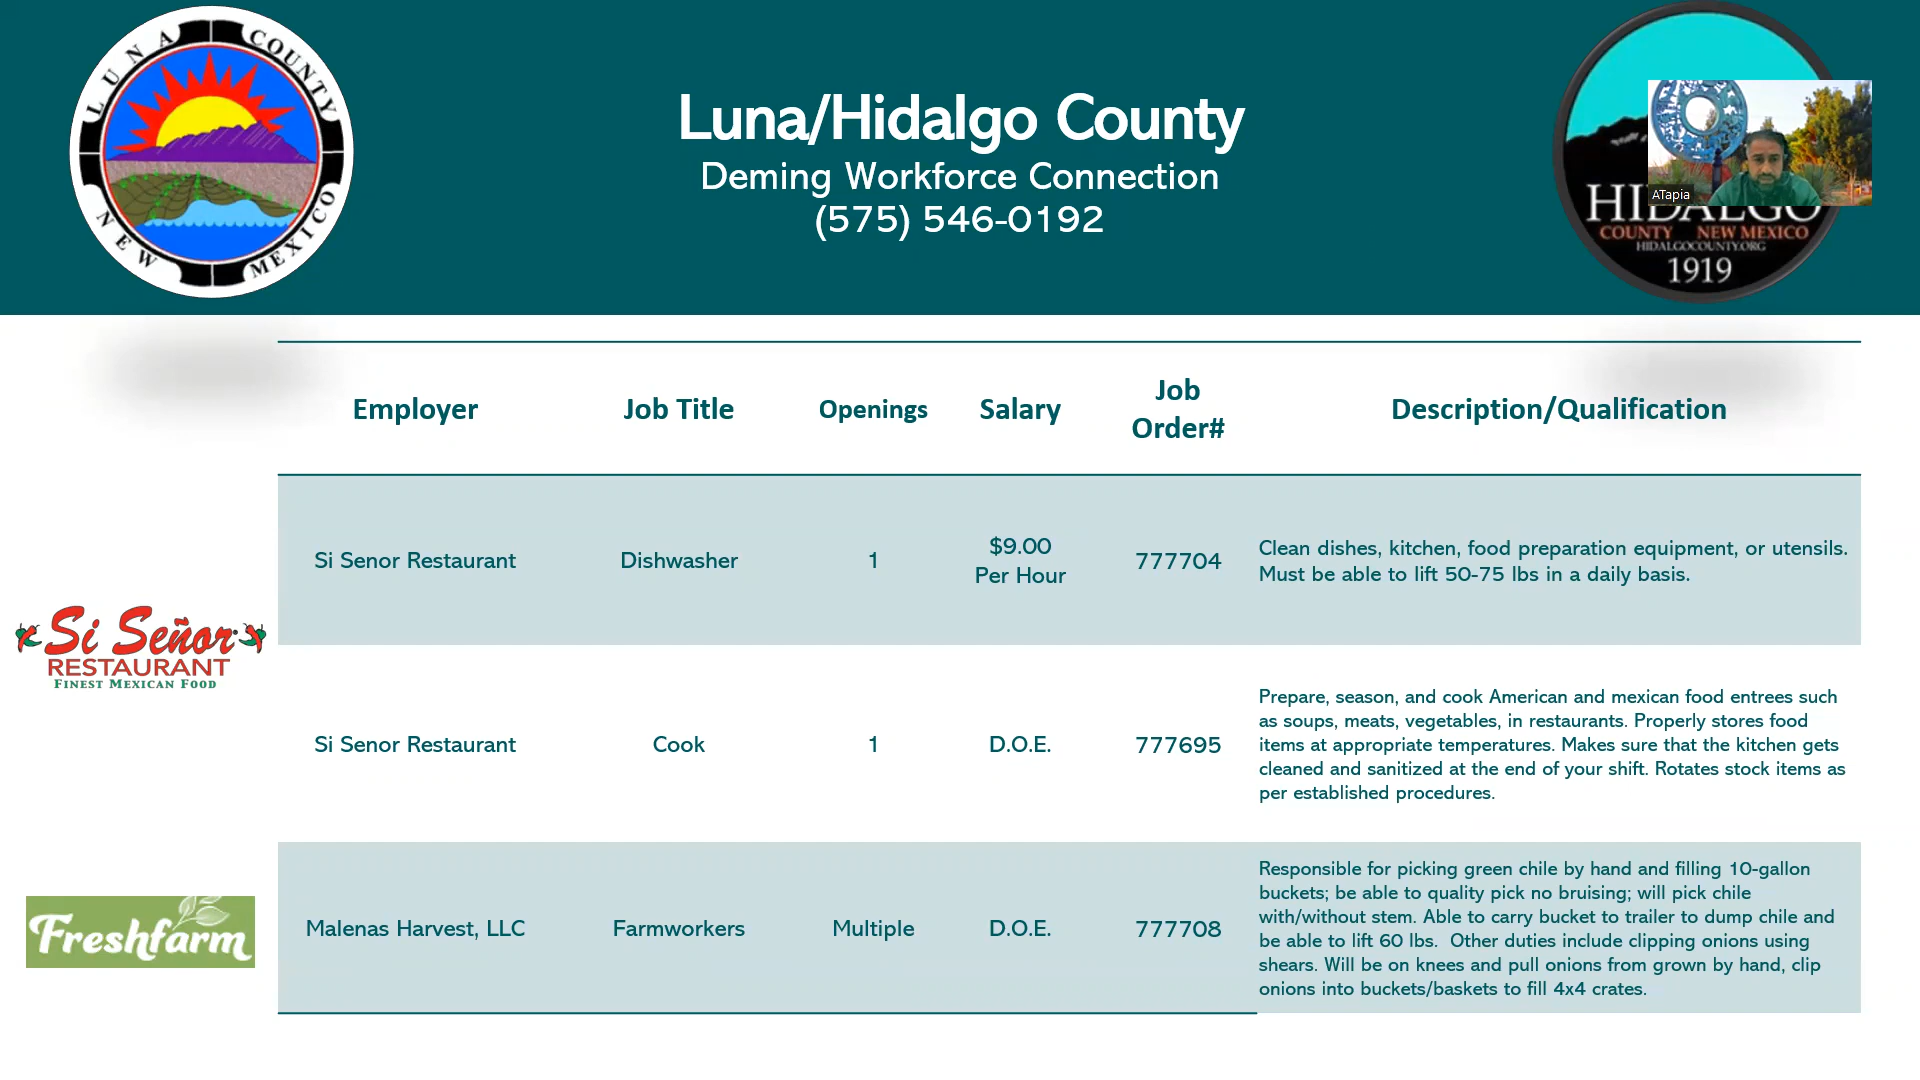 LUNA COUNTY
NEW MEXICO
Luna/Hidalgo County
Deming Workforce Connection
(575) 546-0192
ATapia
HIDALGO
COUNTY NEW MEXICO
HIDALGOCOUNTY.ORG
1919
Employer
Job Title
Openings
Salary
Job
Order#
Description/Qualification
Si Senor Restaurant
Dishwasher
1
$9.00
Per Hour
777704
Clean dishes, kitchen, food preparation equipment, or utensils.
Must be able to lift 50-75 lbs in a daily basis.
Si Señor
RESTAURANT
FINEST MEXICAN FOOD
Si Senor Restaurant
Cook
1
D.O.E.
777695
Prepare, season, and cook American and mexican food entrees such
as soups, meats, vegetables, in restaurants. Properly stores food
items at appropriate temperatures. Makes sure that the kitchen gets
cleaned and sanitized at the end of your shift. Rotates stock items as
per established procedures.
Freshfarm
Malenas Harvest, LLC
Farmworkers
Multiple
D.O.E.
777708
Responsible for picking green chile by hand and filling 10-gallon
buckets; be able to quality pick no bruising; will pick chile
with/without stem. Able to carry bucket to trailer to dump chile and
be able to lift 60 lbs.  Other duties include clipping onions using
shears. Will be on knees and pull onions from grown by hand, clip
onions into buckets/baskets to fill 4x4 crates.